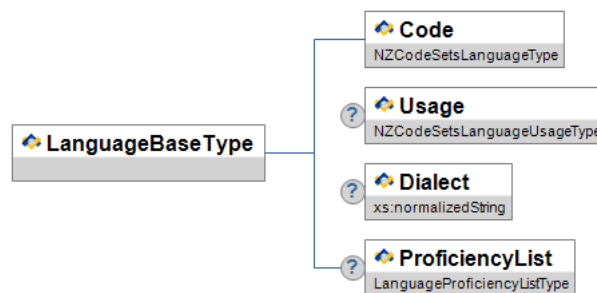 Code
NZCodeSetsLanguageType
?
Usage
NZCodeSetsLanguageUsageType
LanguageBaseType
?
Dialect
xs:normalizedString
?
ProficiencyList
LanguageProficiencyListType